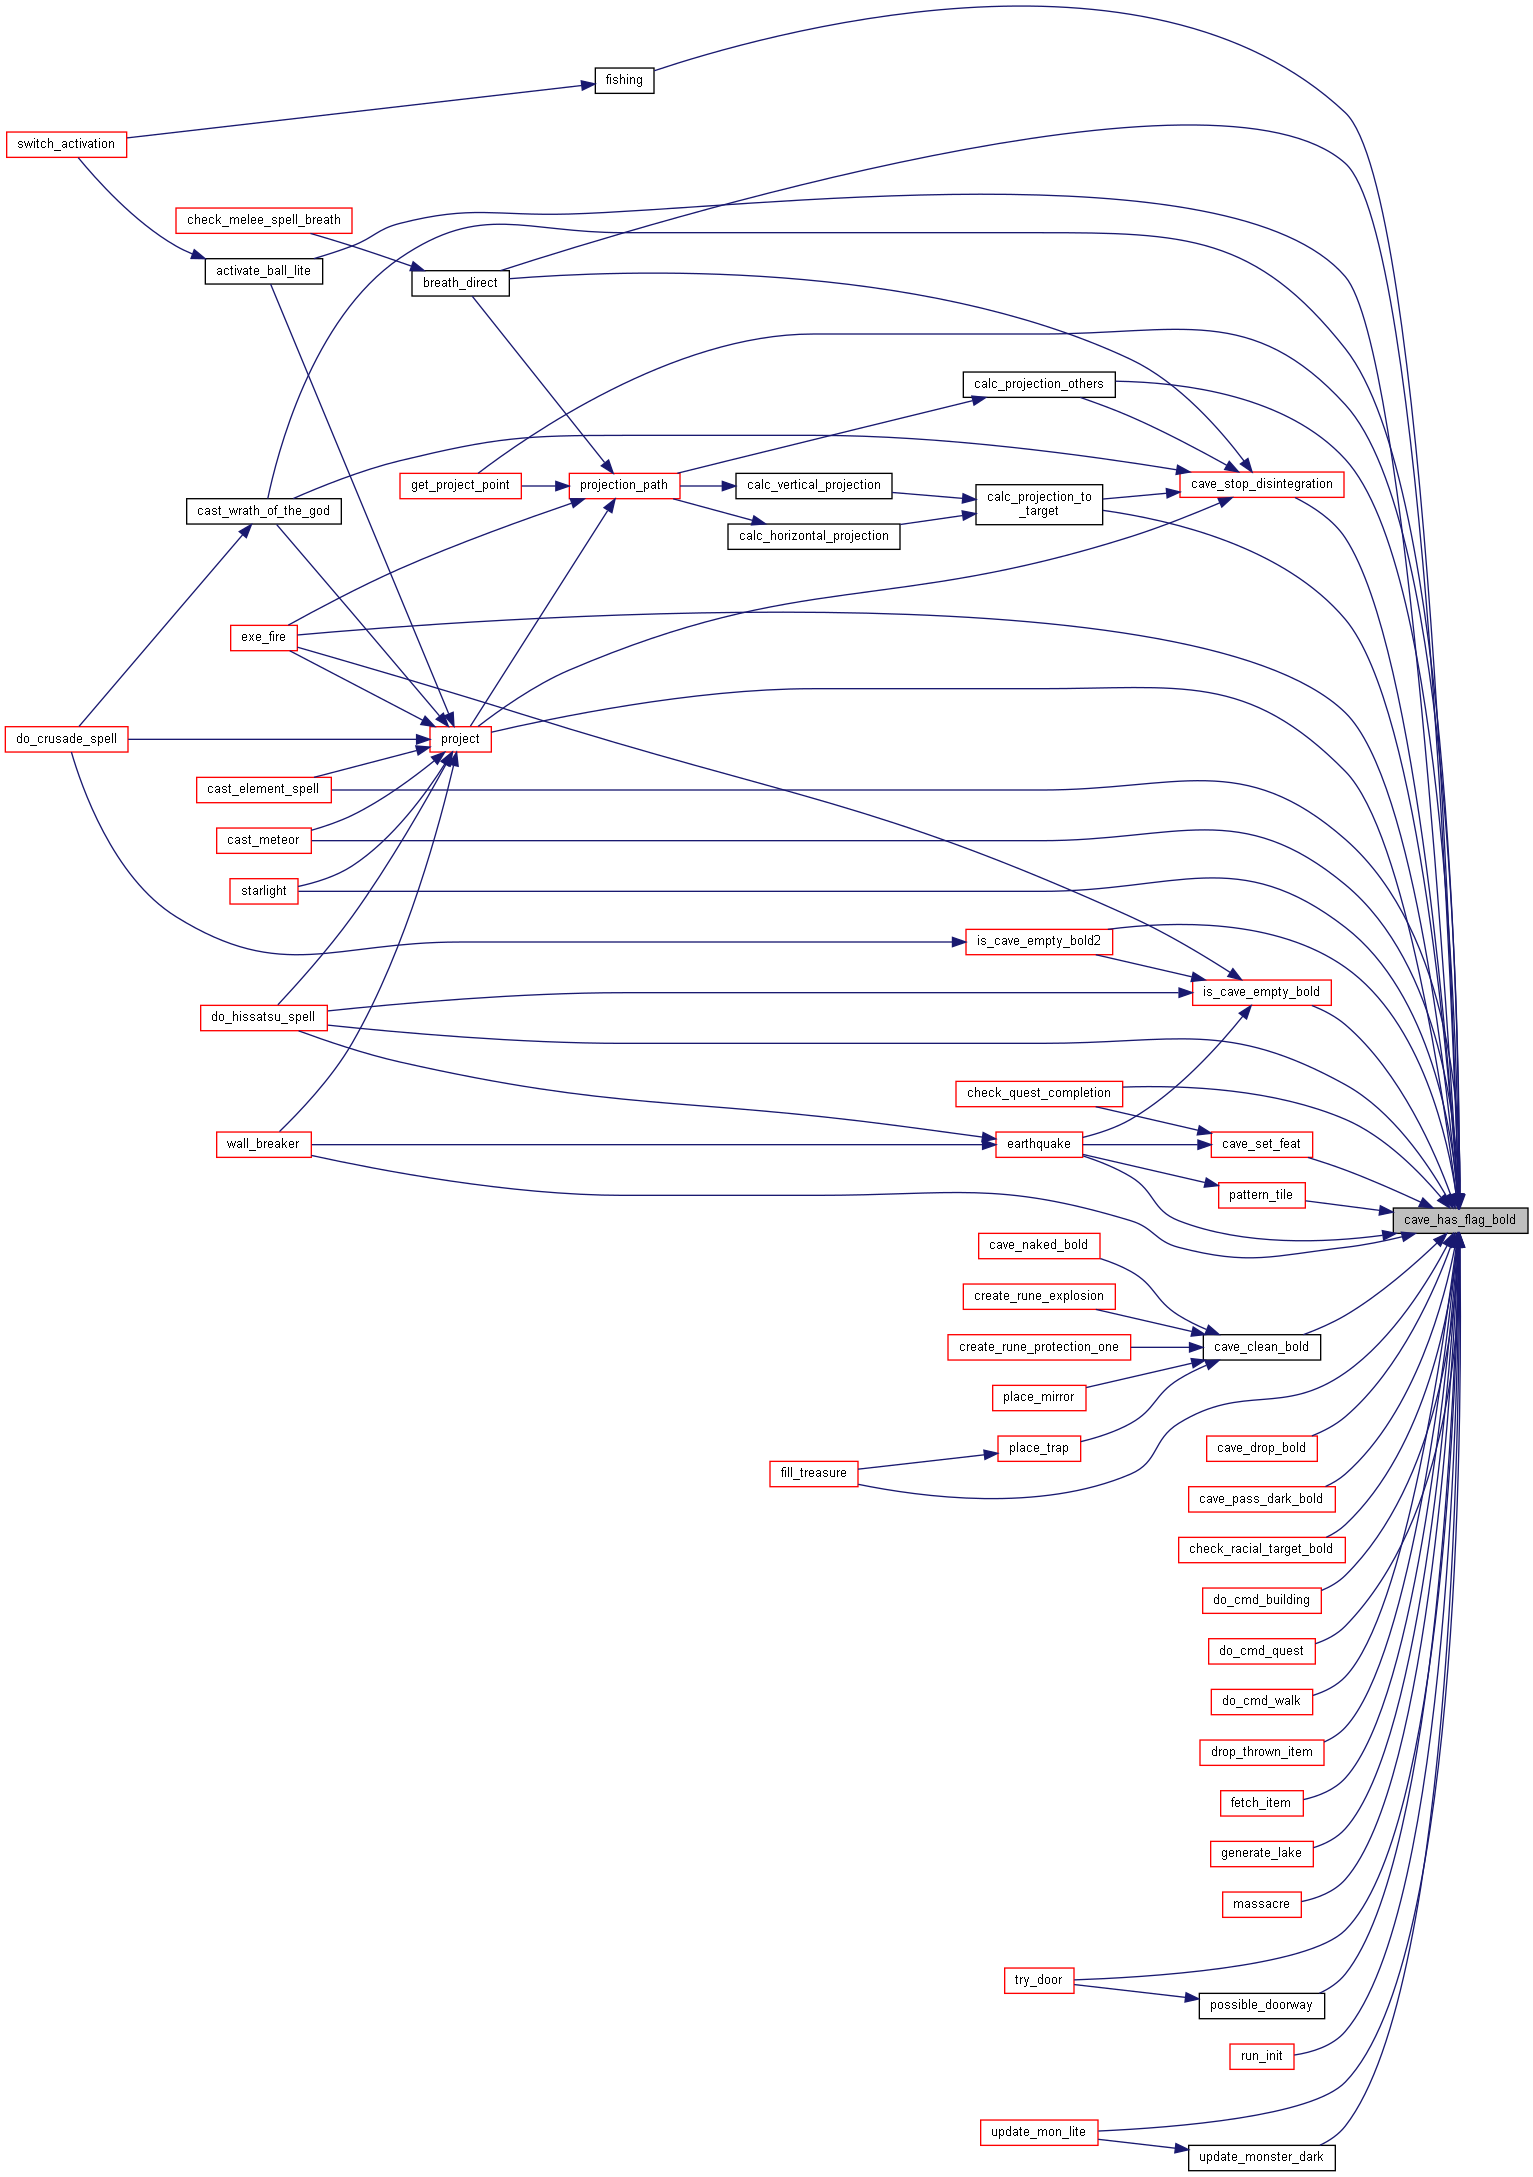 fishing
switch_activation
check_melee_spell_breath
activate_ball_lite
breath_direct
calc_projection_others
get_project_point
projection_path
calc_vertical_projection
cave_stop_disintegration
calc_projection_to
_target
cast_wrath_of_the_god
calc_horizontal_projection
exe_fire
do_crusade_spell
project
cast_element_spell
cast_meteor
starlight
is_cave_empty_bold2
is_cave_empty_bold
do_hissatsu_spell
check_quest_completion
wall_breaker
earthquake
cave_set_feat
pattern_tile
cave_has_flag_bold
cave_naked_bold
create_rune_explosion
create_rune_protection_one
cave_clean_bold
place_mirror
place_trap
cave_drop_bold
fill_treasure
cave_pass_dark_bold
check_racial_target_bold
do_cmd_building
do_cmd_quest
do_cmd_walk
drop_thrown_item
fetch_item
generate_lake
massacre
try_door
possible_doorway
run_init
update_mon_lite
update_monster_dark